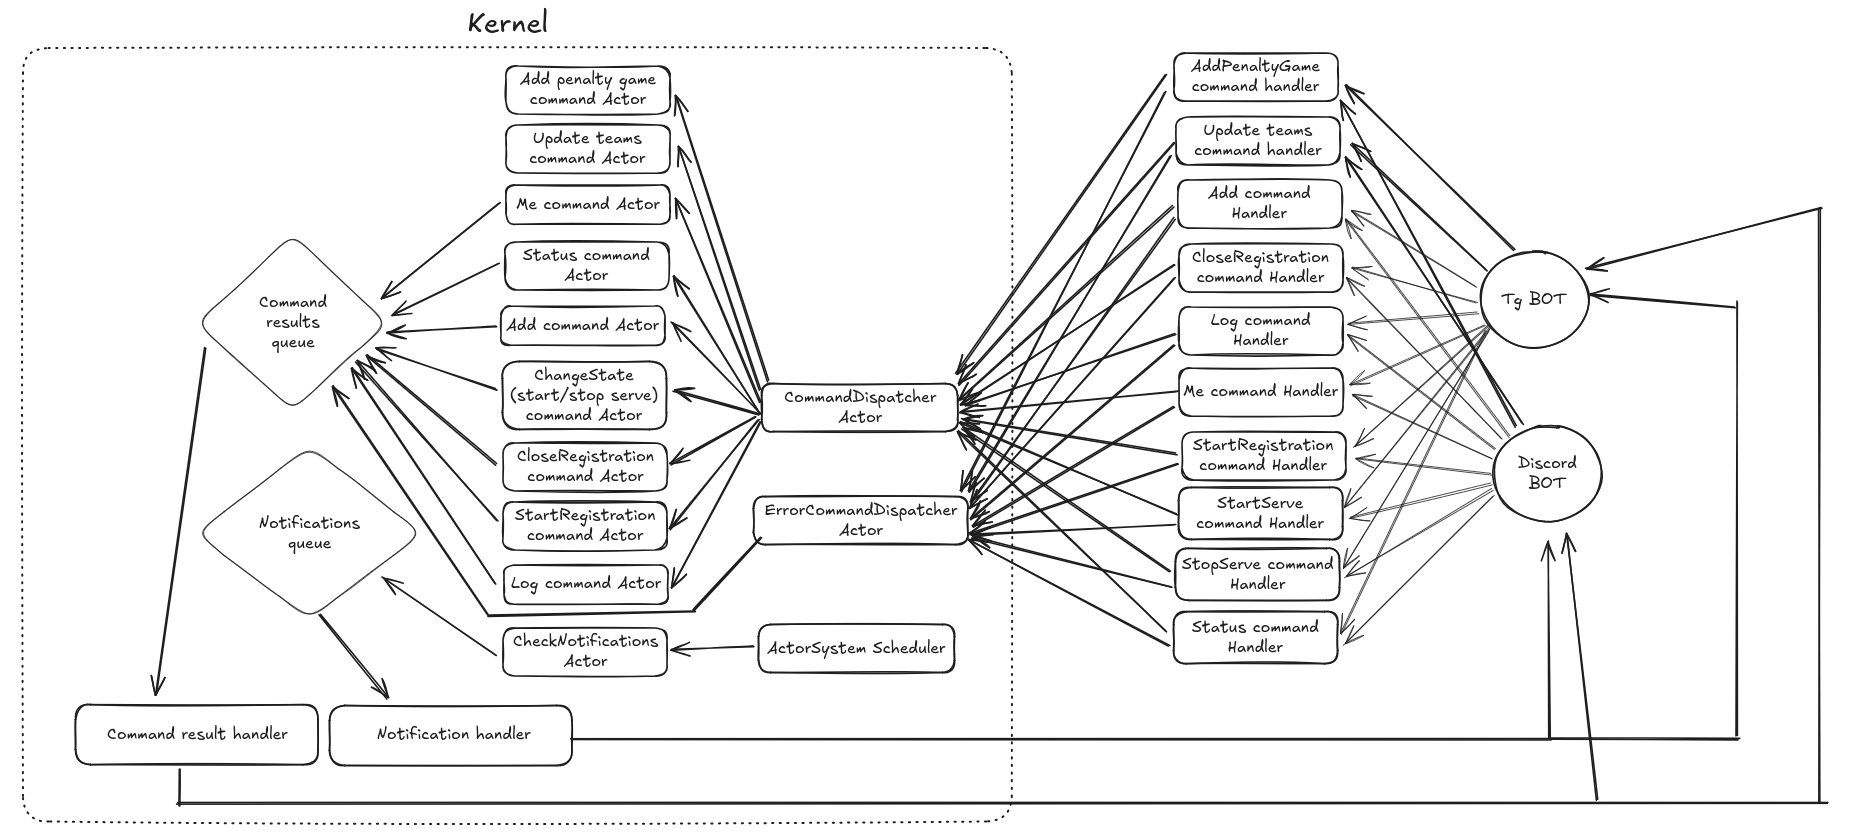 Kernel
Add penalty game
command Actor
Update teams
command Actor
Me command Actor
Status command
Actor
Add command Actor
ChangeState
(start/stop serve)
command Actor
CloseRegistration
command Actor
StartRegistration
command Actor
Log command Actor
CheckNotifications
Actor
Command
results
queue
Notifications
queue
Command result handler
Notification handler
CommandDispatcher
Actor
ErrorCommandDispatcher
Actor
ActorSystem Scheduler
AddPenaltyGame
command handler
Update teams
command handler
Add command
Handler
CloseRegistration
command Handler
Log command
Handler
Me command Handler
StartRegistration
command Handler
StartServe
command Handler
StopServe command
Handler
Status command
Handler
Tg BOT
Discord
BOT